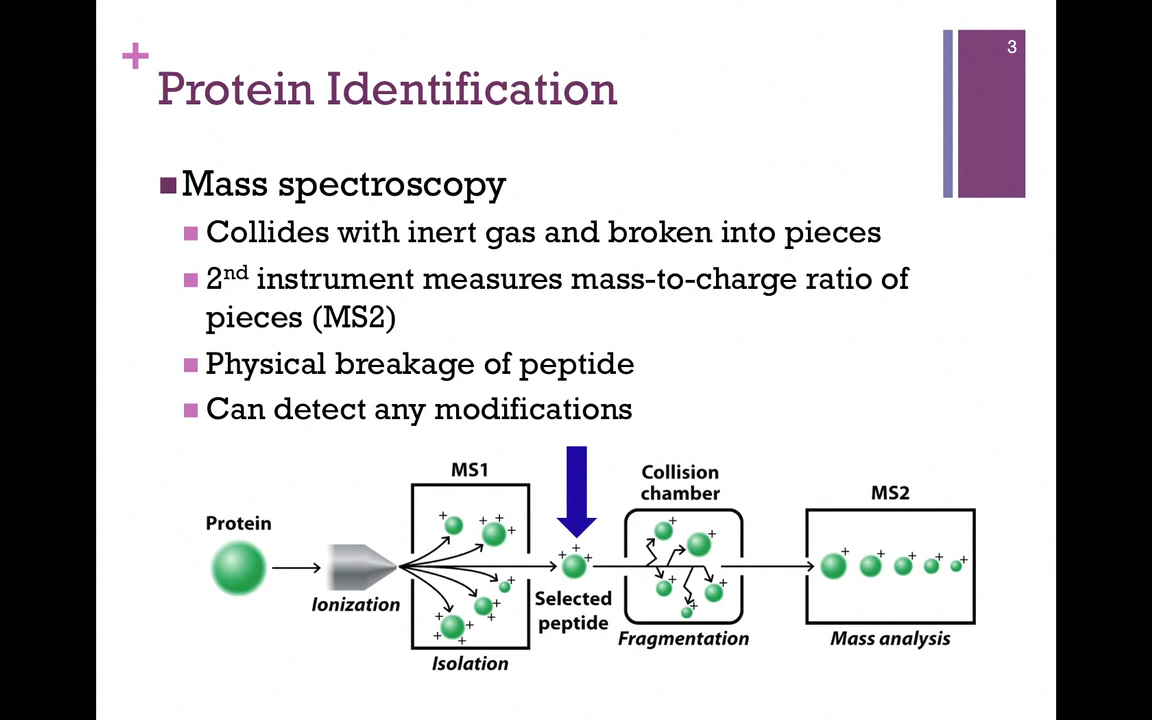 3
+
Protein Identification
Mass spectroscopy
Collides with inert gas and broken into pieces
2nd instrument measures mass-to-charge ratio of
pieces (MS2)
Physical breakage of peptide
Can detect any modifications
Protein
Ionization
MS1
Isolation
Selected
peptide
Collision
chamber
Fragmentation
MS2
Mass analysis